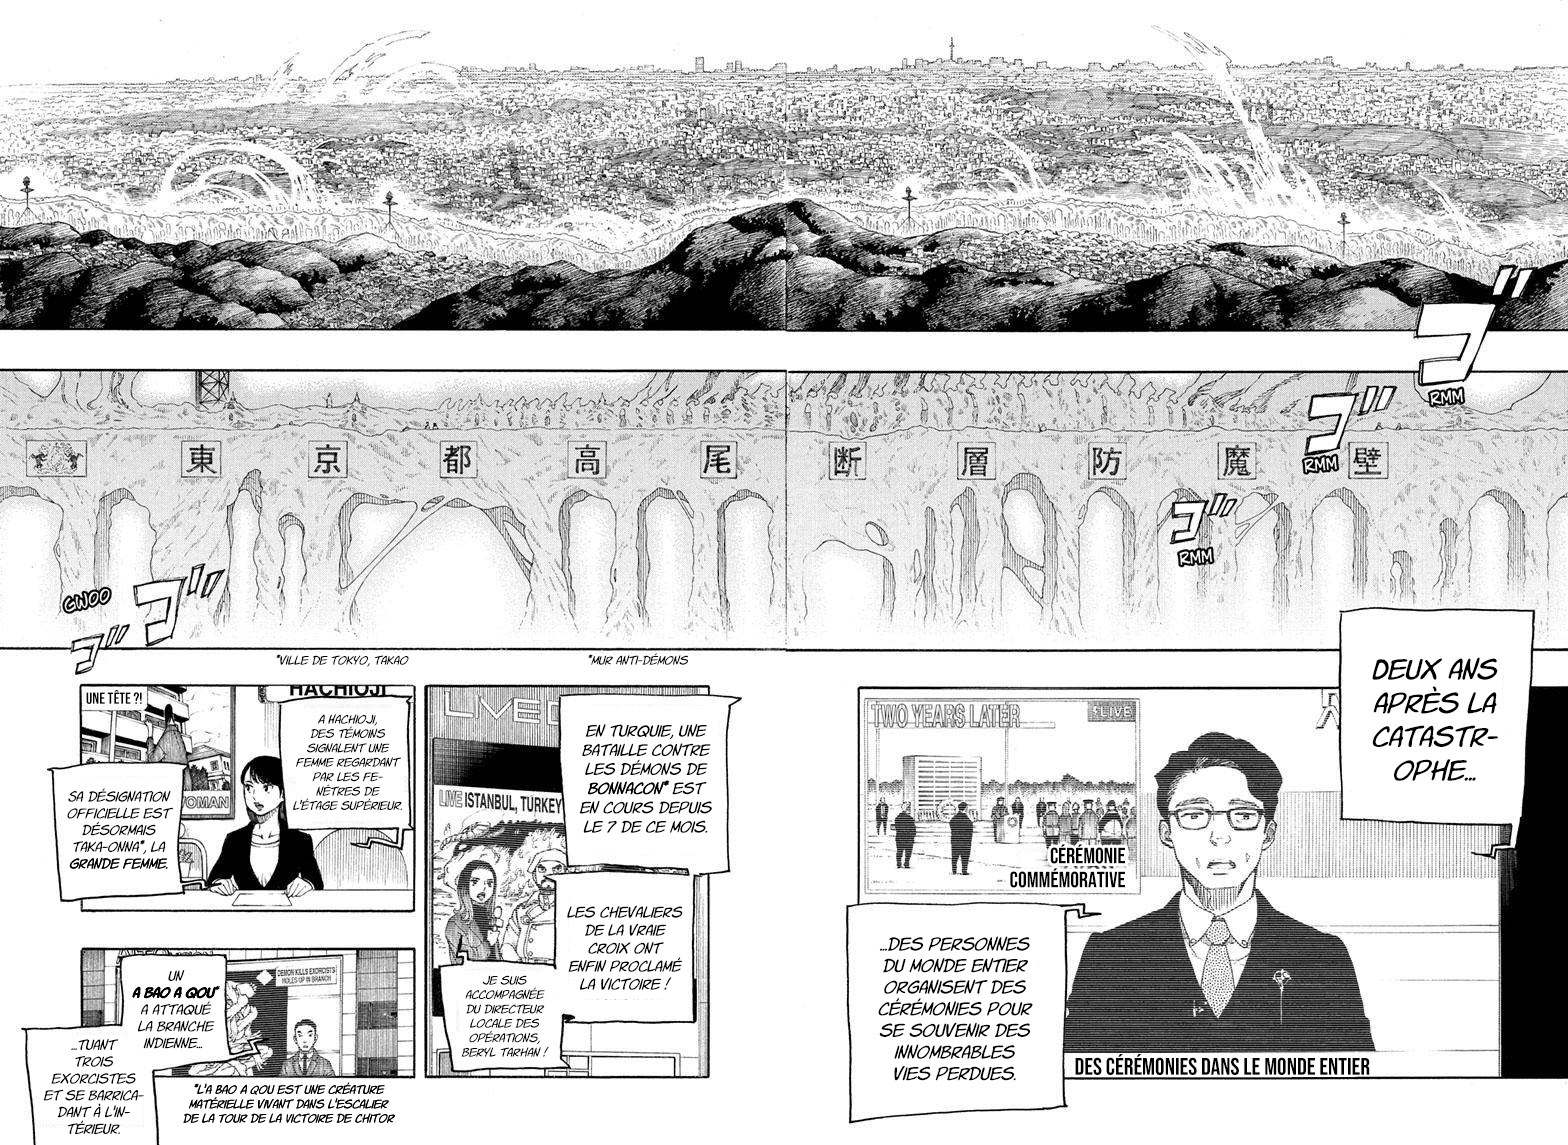 ゴ
RMM
ゴ
RMM
ゴ
RMM
ゴ
GWOO
ゴ
東京都高尾
断層防魔壁
*VILLE DE TOKYO, TAKAO
*MUR ANTI-DÉMONS
DEUX ANS
APRÈS LA
CATASTR-
OPHE...
TWO YEARS LATER
LIVE
CÉRÉMONIE
COMMÉMORATIVE
...DES PERSONNES
DU MONDE ENTIER
ORGANISENT DES
CÉRÉMONIES POUR
SE SOUVENIR DES
INNOMBRABLES
VIES PERDUES.
DES CÉRÉMONIES DANS LE MONDE ENTIER
LIVE
EN TURQUIE, UNE
BATAILLE CONTRE
LES DÉMONS DE
BONNACON* EST
EN COURS DEPUIS
LE 7 DE CE MOIS.
LIVE ISTANBUL, TURKEY
LES CHEVALIERS
DE LA VRAIE
CROIX ONT
ENFIN PROCLAMÉ
LA VICTOIRE !
JE SUIS
ACCOMPAGNÉE
DU DIRECTEUR
LOCALE DES
OPÉRATIONS,
BERYL TARHAN !
UNE TÊTE ?!
HACHIOJI
A HACHIOJI,
DES TÉMOINS
SIGNALENT UNE
FEMME REGARDANT
PAR LES FE-
NÊTRES DE
L'ÉTAGE SUPÉRIEUR.
WOMAN
SA DÉSIGNATION
OFFICIELLE EST
DÉSORMAIS
TAKA-ONNA*, LA
GRANDE FEMME.
DEMON KILLS EXORCISTS
HOLES UP IN BRANCH
UN
A BAO A QOU*
A ATTAQUÉ
LA BRANCHE
INDIENNE...
...TUANT
TROIS
EXORCISTES
ET SE BARRICA-
DANT À L'IN-
TÉRIEUR.
*L'A BAO A QOU EST UNE CRÉATURE
MATÉRIELLE VIVANT DANS L'ESCALIER
DE LA TOUR DE LA VICTOIRE DE CHITOR